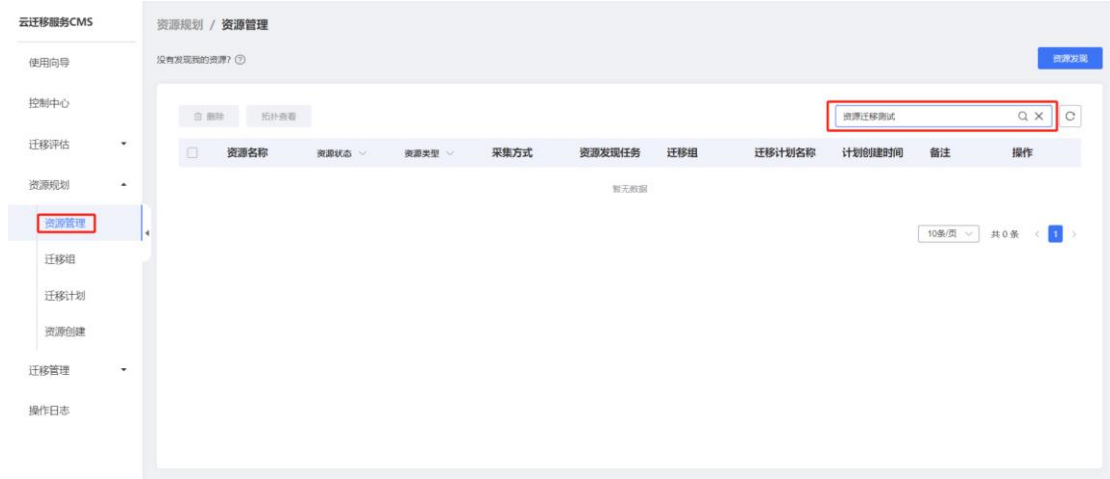 云迁移服务CMS
资源规划 / 资源管理
使用向导
没有发现我的资源?
资源发现
控制中心
删除
拓扑查看
资源迁移测试
迁移评估
资源名称
资源状态
资源类型
采集方式
资源发现任务
迁移组
迁移计划名称
计划创建时间
备注
操作
资源规划
暂无数据
资源管理
10条/页
共 0 条
1
迁移组
迁移计划
资源创建
迁移管理
操作日志